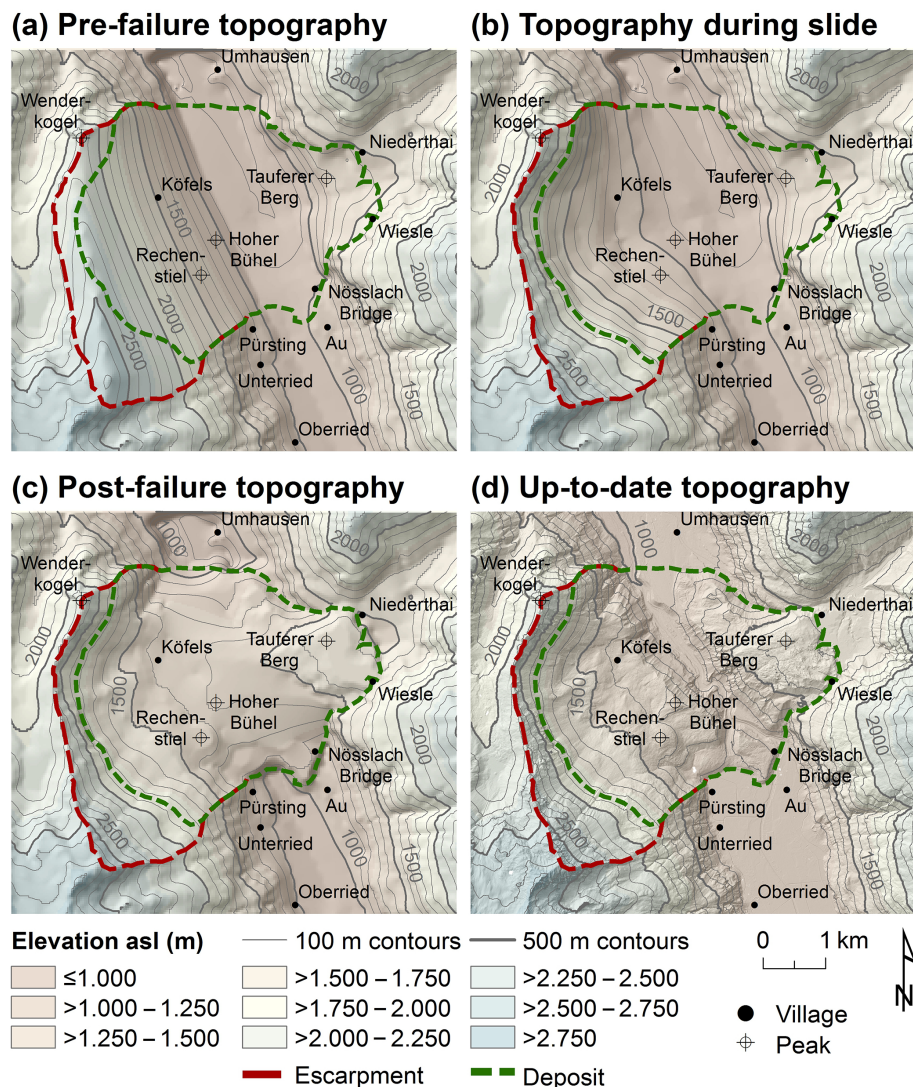 (a) Pre-failure topography
Umhausen
2000
Wender-
kogel
Niederthai
Tauferer
Berg
Köfels
1500
Wiesle
Hoher
Bühel
Rechen-
stiel
2000
2000
Nösslach
Bridge
2500
Pürsting
Au
Unterried
1000
1500
Oberried
(b) Topography during slide
Umhausen
2000
Wender-
kogel
Niederthai
2000
Tauferer
Berg
Köfels
Wiesle
Hoher
Bühel
Rechen-
stiel
2000
1500
Nösslach
Bridge
2500
Pürsting
Au
Unterried
1000
1500
Oberried
(c) Post-failure topography
Umhausen
1000
2000
Wender-
kogel
Niederthai
2000
Tauferer
Berg
Köfels
1500
Wiesle
Hoher
Bühel
Rechen-
stiel
2000
Nösslach
Bridge
2500
Pürsting
Au
Unterried
1000
1500
Oberried
(d) Up-to-date topography
Umhausen
1000
2000
Wender-
kogel
Niederthai
2000
Tauferer
Berg
Köfels
1500
Wiesle
Hoher
Bühel
Rechen-
stiel
2000
Nösslach
Bridge
2500
Pürsting
Au
Unterried
1500
Oberried
Elevation asl (m)
100 m contours
500 m contours
0 1 km
≤1.000
>1.000 – 1.250
>1.250 – 1.500
>1.500 – 1.750
>1.750 – 2.000
>2.000 – 2.250
>2.250 – 2.500
>2.500 – 2.750
>2.750
Village
Peak
N
Escarpment
Deposit